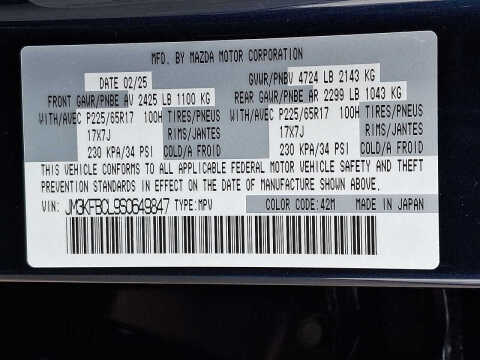 MFD. BY MAZDA MOTOR CORPORATION
DATE 02/25 GVWR/PNBV 4724 LB 2143 KG
FRONT GAWR/PNBE AV 2425 LB 1100 KG REAR GAWR/PNBE AR 2299 LB 1043 KG
WITH/AVEC P225/65R17 100H TIRES/PNEUS WITH/AVEC P225/65R17 100H TIRES/PNEUS
17X7J RIMS/JANTES 17X7J RIMS/JANTES
230 KPA/34 PSI COLD/A FROID 230 KPA/34 PSI COLD/A FROID
THIS VEHICLE CONFORMS TO ALL APPLICABLE FEDERAL MOTOR VEHICLE SAFETY AND THEFT
PREVENTION STANDARDS IN EFFECT ON THE DATE OF MANUFACTURE SHOWN ABOVE.
VIN: JM3KFBCL9S0649847 TYPE: MPV COLOR CODE: 42M MADE IN JAPAN